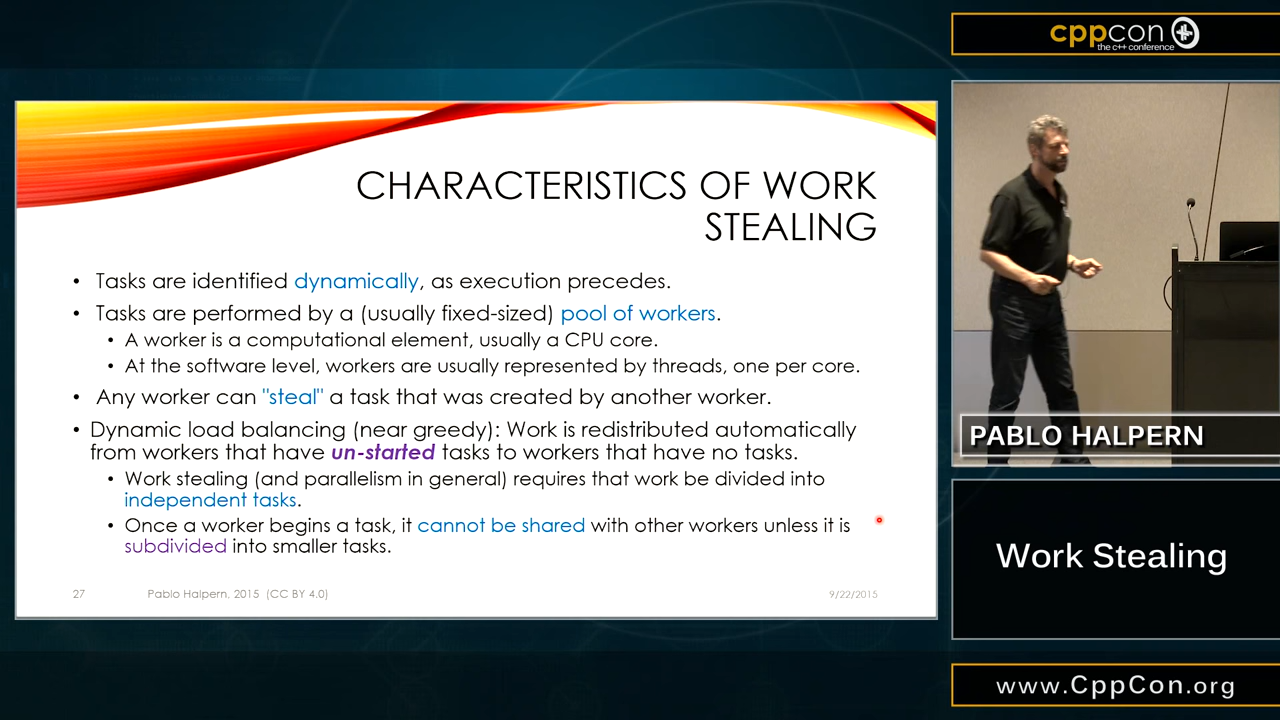 CHARACTERISTICS OF WORK
STEALING
• Tasks are identified dynamically, as execution precedes.
• Tasks are performed by a (usually fixed-sized) pool of workers.
• A worker is a computational element, usually a CPU core.
• At the software level, workers are usually represented by threads, one per core.
• Any worker can "steal" a task that was created by another worker.
• Dynamic load balancing (near greedy): Work is redistributed automatically
from workers that have un-started tasks to workers that have no tasks.
• Work stealing (and parallelism in general) requires that work be divided into
independent tasks.
• Once a worker begins a task, it cannot be shared with other workers unless it is
subdivided into smaller tasks.
27 Pablo Halpern, 2015 (CC BY 4.0) 9/22/2015
cppcon
the c++ conference
PABLO HALPERN
Work Stealing
www.CppCon.org